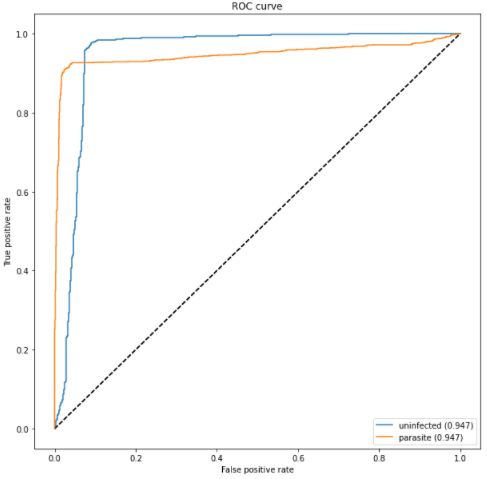 ROC curve
True positive rate
1.0
0.8
0.6
0.4
0.2
0.0
0.0 0.2 0.4 0.6 0.8 1.0
False positive rate
uninfected (0.947)
parasite (0.947)